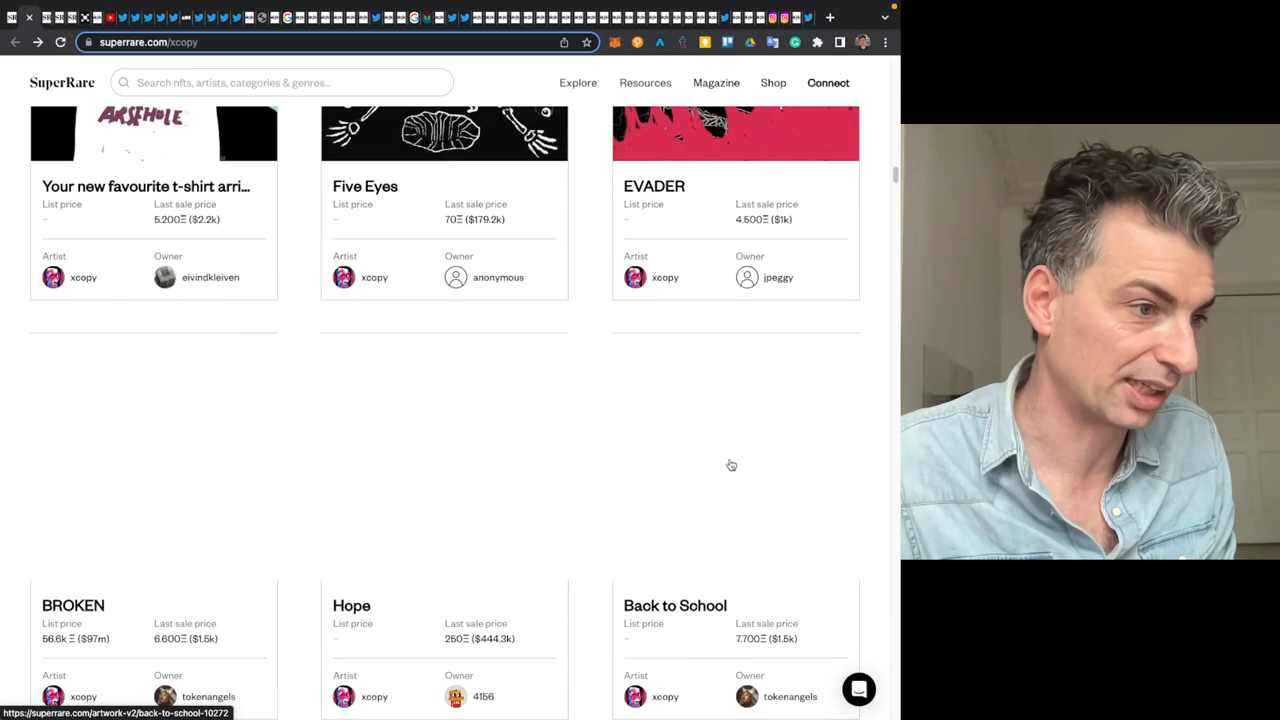 superrare.com/xcopy
SuperRare
Search nfts, artists, categories & genres...
Explore
Resources
Magazine
Shop
Connect
ARSEHOLE
Your new favourite t-shirt arri...
List price
Last sale price
–
5.200Ξ ($2.2k)
Artist
Owner
xcopy
eivindkleiven
Five Eyes
List price
Last sale price
–
70Ξ ($179.2k)
Artist
Owner
xcopy
anonymous
EVADER
List price
Last sale price
–
4.500Ξ ($1k)
Artist
Owner
xcopy
jpeggy
BROKEN
List price
Last sale price
56.6k Ξ ($97m)
6.600Ξ ($1.5k)
Artist
Owner
xcopy
tokenangels
Hope
List price
Last sale price
–
250Ξ ($444.3k)
Artist
Owner
xcopy
4156
Back to School
List price
Last sale price
–
7.700Ξ ($1.5k)
Artist
Owner
xcopy
tokenangels
https://superrare.com/artwork-v2/back-to-school-10272